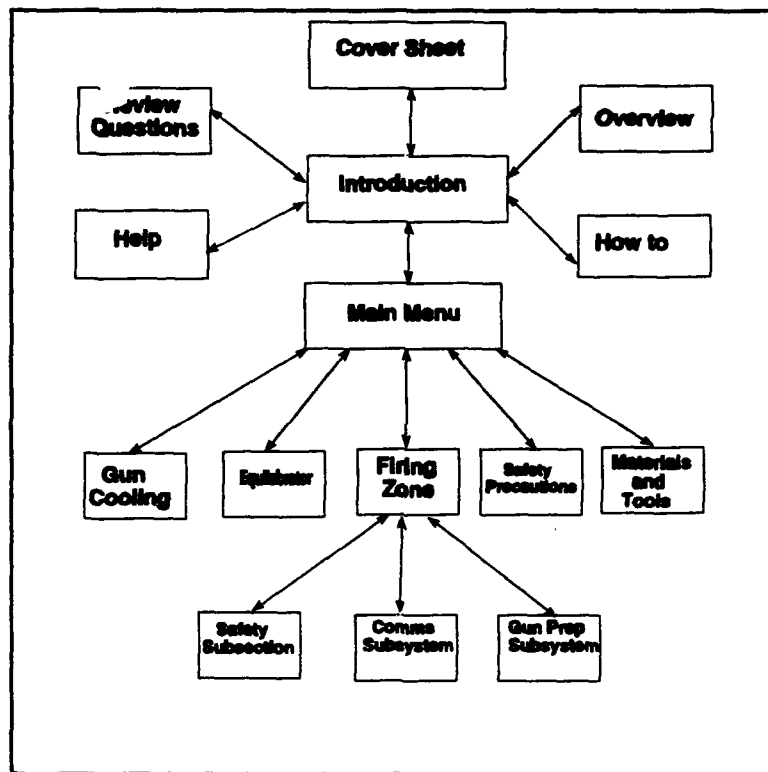 Cover Sheet
Questions
Overview
Introduction
Help
How to
Main Menu
Gun
Cooling
Equilibrator
Firing
Zone
Safety
Precautions
Materials
and
Tools
Safety
Subsection
Comms
Subsystem
Gun Prep
Subsystem